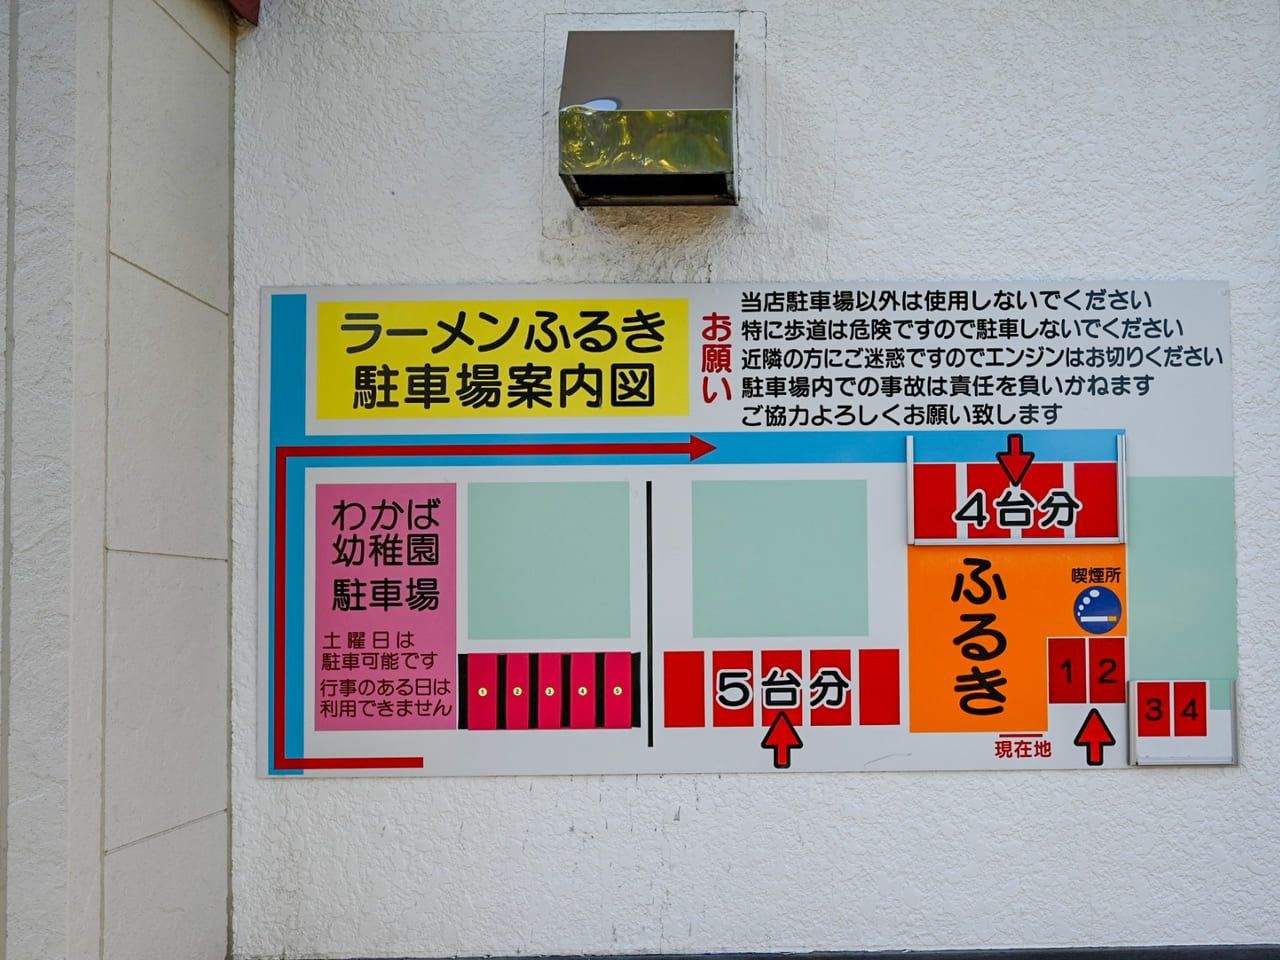 ラーメンふるき
駐車場案内図
お願い
当店駐車場以外は使用しないでください
特に歩道は危険ですので駐車しないでください
近隣の方にご迷惑ですのでエンジンはお切りください
駐車場内での事故は責任を負いかねます
ご協力よろしくお願い致します
わかば
幼稚園
駐車場
土曜日は
駐車可能です
行事のある日は
利用できません
1 2 3 4 5
5台分
4台分
ふるき
喫煙所
1 2
3 4
現在地